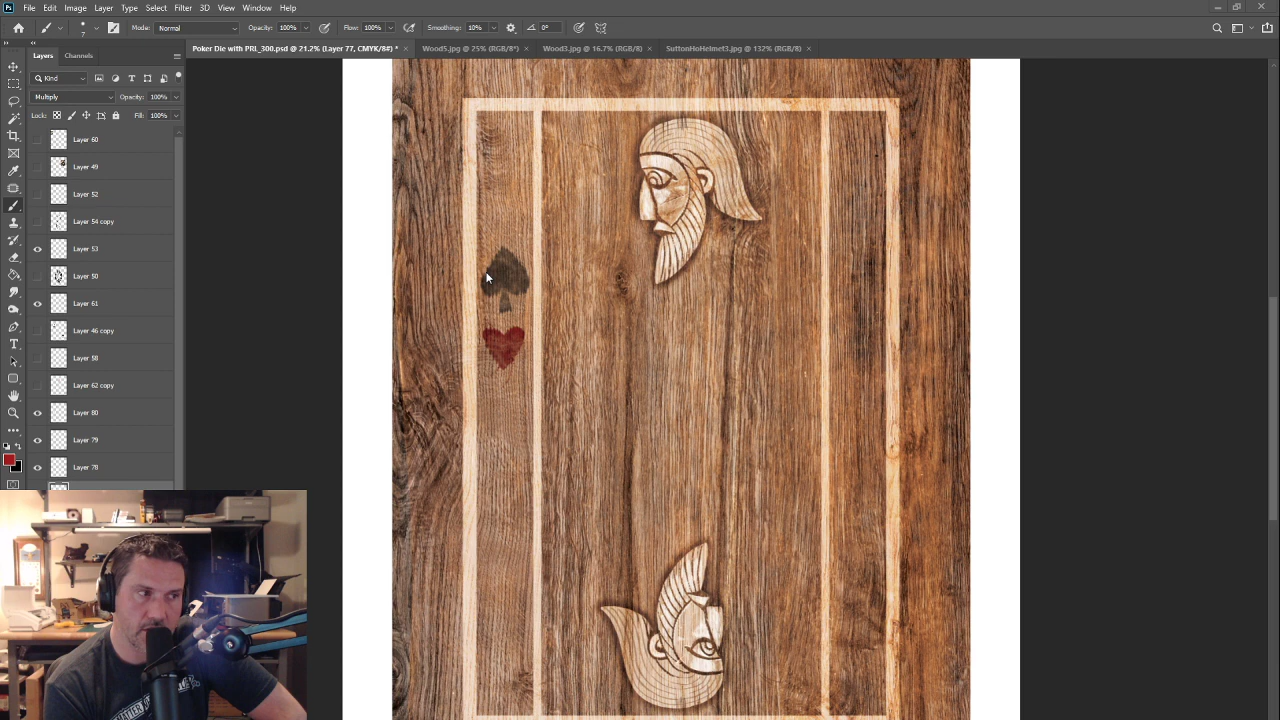 File Edit Image Layer Type Select Filter 3D View Window Help
7 Mode: Normal Opacity: 100% Flow: 100% Smoothing: 10% 0°
Poker Die with PRL_300.psd @ 21.2% (Layer 77, CMYK/8#) * × Wood5.jpg @ 25% (RGB/8*) × Wood3.jpg @ 16.7% (RGB/8) × SuttonHoHelmet3.jpg @ 132% (RGB/8) ×
Layers Channels
Kind
Multiply Opacity: 100%
Lock: Fill: 100%
Layer 60
Layer 49
Layer 52
Layer 54 copy
Layer 53
Layer 50
Layer 61
Layer 46 copy
Layer 58
Layer 62 copy
Layer 80
Layer 79
Layer 78